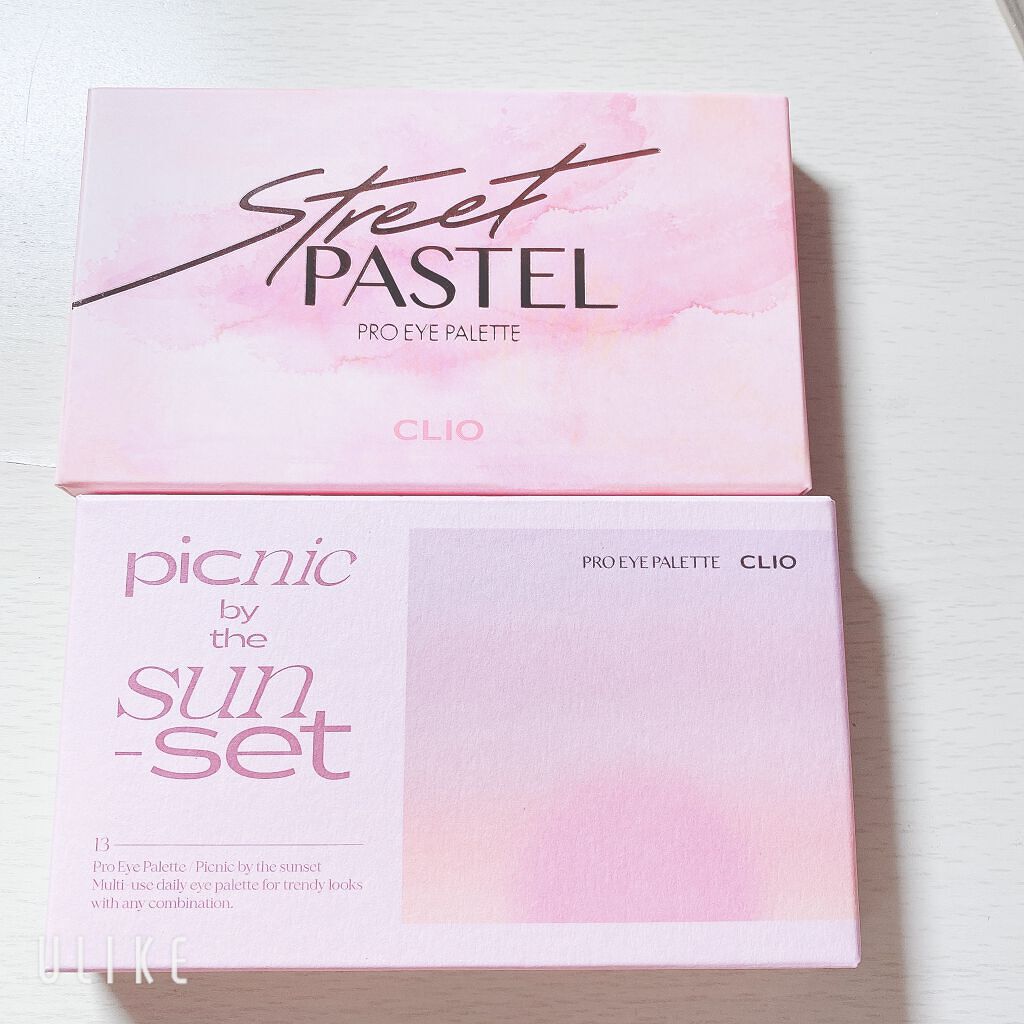 Street
PASTEL
PRO EYE PALETTE
CLIO
picnic
by
the
sun
-set
PRO EYE PALETTE CLIO
13
Pro Eye Palette / Picnic by the sunset
Multi-use daily eye palette for trendy looks
with any combination.
ULIKE